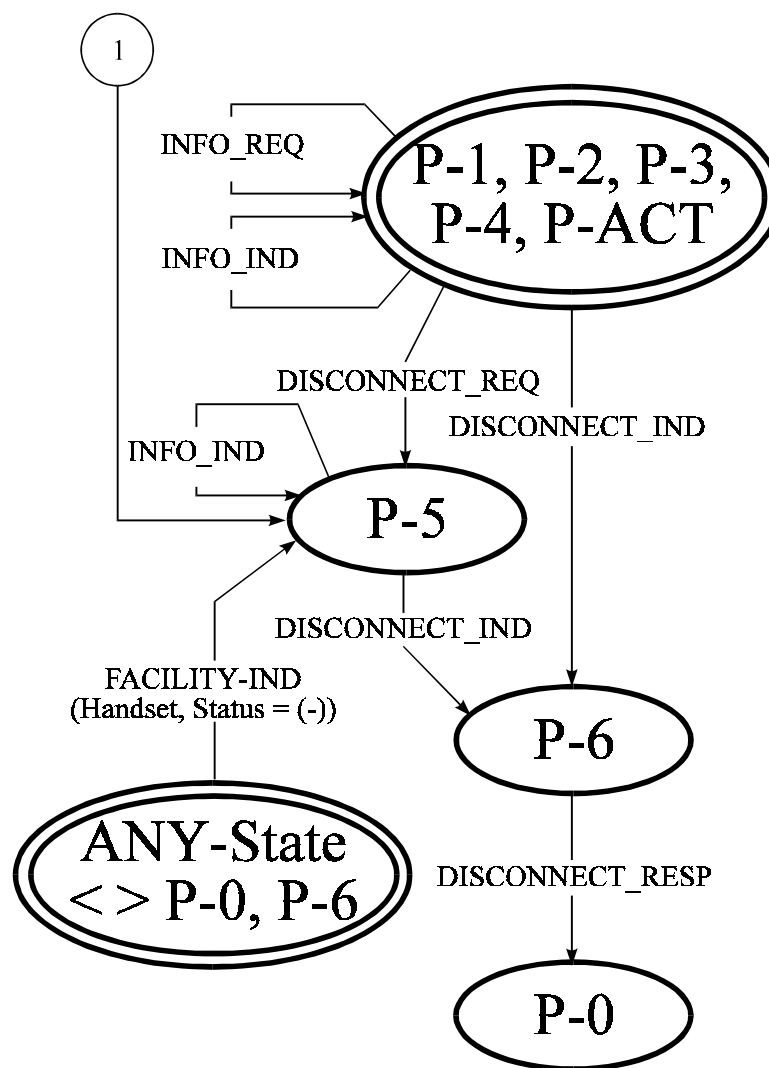 1
INFO_REQ
P-1, P-2, P-3,
P-4, P-ACT
INFO_IND
DISCONNECT_REQ
DISCONNECT_IND
INFO_IND
P-5
DISCONNECT_IND
FACILITY-IND
(Handset, Status = (-))
P-6
ANY-State
< > P-0, P-6
DISCONNECT_RESP
P-0